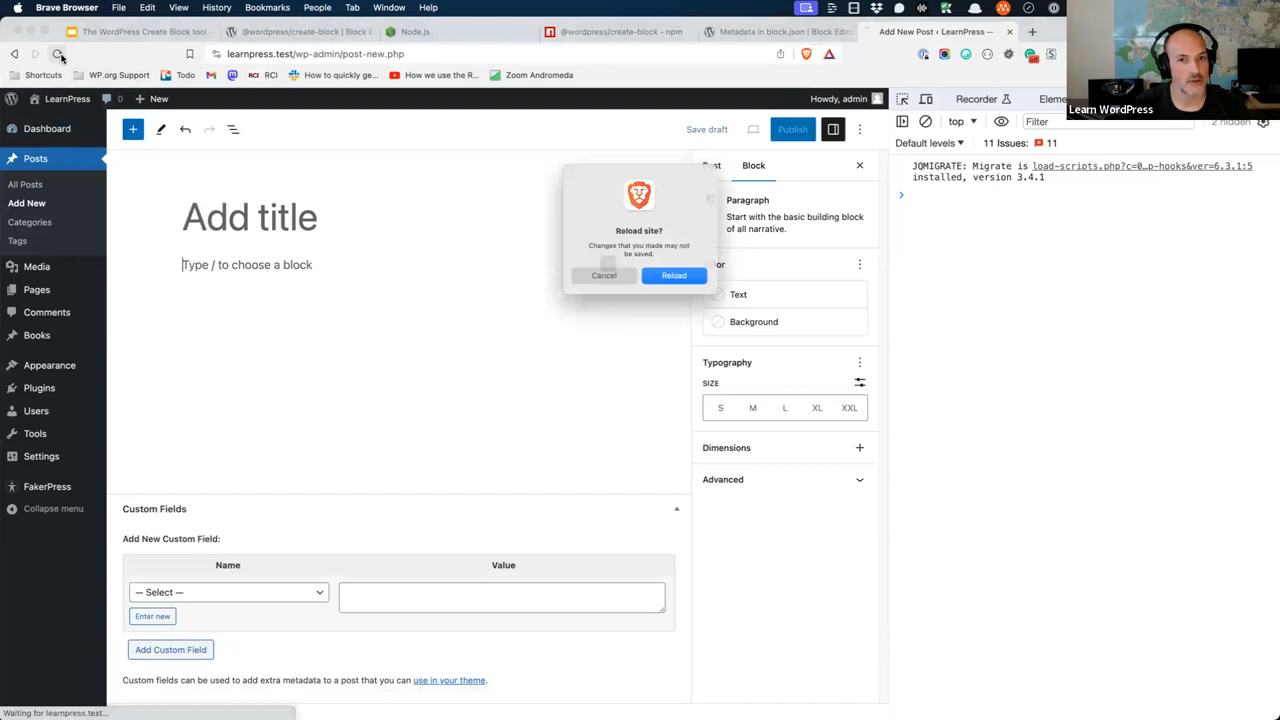 Brave Browser File Edit View History Bookmarks Profiles Tab Window Help
The WordPress Create Block tool
@wordpress/create-block | Block E
Node.js
@wordpress/create-block - npm
Metadata in block.json | Block Edi
Add New Post ‹ LearnPress —
learnpress.test/wp-admin/post-new.php
Shortcuts WP.org Support Todo RCI RCI How to quickly ge... How we use the R... Zoom Andromeda
LearnPress 0 + New Howdy, admin
Recorder Eleme
Learn WordPress
Dashboard
Posts
All Posts
Add New
Categories
Tags
Media
Pages
Comments
Books
Appearance
Plugins
Users
Tools
Settings
FakerPress
Collapse menu
Save draft Publish
Add title
Type / to choose a block
Reload site?
Changes that you made may not
be saved.
Cancel Reload
Block
Paragraph
Start with the basic building block
of all narrative.
Text
Background
Typography
SIZE
S M L XL XXL
Dimensions
Advanced
Custom Fields
Add New Custom Field:
Name Value
— Select —
Enter new
Add Custom Field
Custom fields can be used to add extra metadata to a post that you can use in your theme.
Waiting for learnpress.test...
top Filter 2 hidden
Default levels 11 Issues: 11
JQMIGRATE: Migrate is load-scripts.php?c=0…p-hooks&ver=6.3.1:5
installed, version 3.4.1